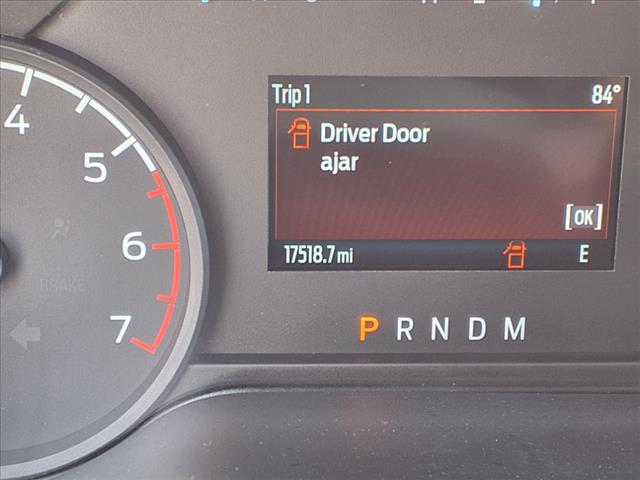 Trip 1 84°
Driver Door
ajar
[OK]
17518.7 mi E
P R N D M
4
5
6
7
BRAKE